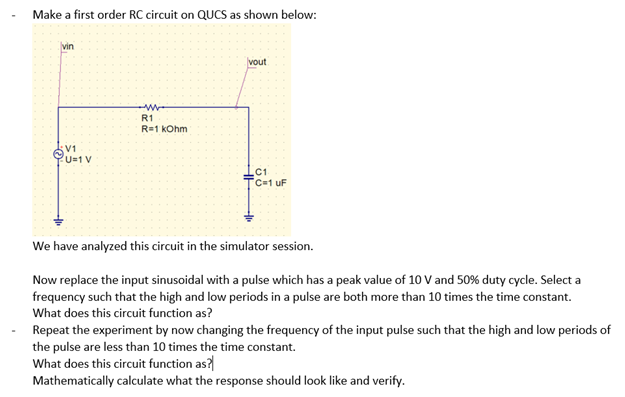 - Make a first order RC circuit on QUCS as shown below:
vin
vout
R1
R=1 kOhm
V1
U=1 V
C1
C=1 uF
We have analyzed this circuit in the simulator session.
Now replace the input sinusoidal with a pulse which has a peak value of 10 V and 50% duty cycle. Select a
frequency such that the high and low periods in a pulse are both more than 10 times the time constant.
What does this circuit function as?
- Repeat the experiment by now changing the frequency of the input pulse such that the high and low periods of
the pulse are less than 10 times the time constant.
What does this circuit function as?
Mathematically calculate what the response should look like and verify.